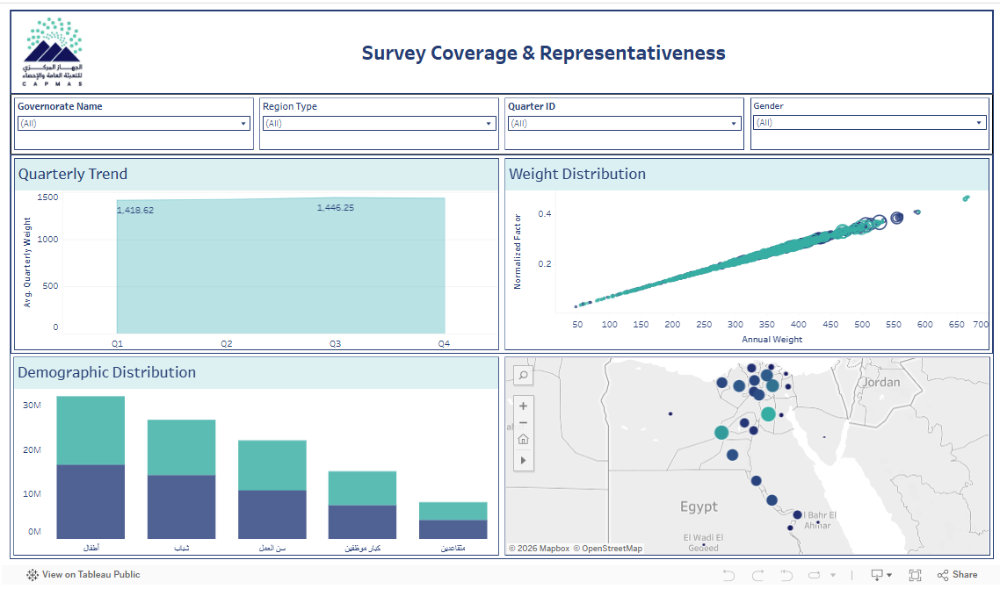 الجهـــاز المركـــزي
للتعبئة العامة والإحصاء
C A P M A S
Survey Coverage & Representativeness
Governorate Name
(All)
Region Type
(All)
Quarter ID
(All)
Gender
(All)
Quarterly Trend
Avg. Quarterly Weight
1500
1000
500
0
1,418.62
1,446.25
Q1 Q2 Q3 Q4
Weight Distribution
Normalized Factor
0.4
0.2
50 100 150 200 250 300 350 400 450 500 550 600 650 700
Annual Weight
Demographic Distribution
30M
20M
10M
0M
أطفال
شباب
سن العمل
كبار موظفين
متقاعدين
Jordan
al
Egypt
l Bahr El
Ahmar
El Wadi El
Gedeed
© 2026 Mapbox © OpenStreetMap
View on Tableau Public
Share